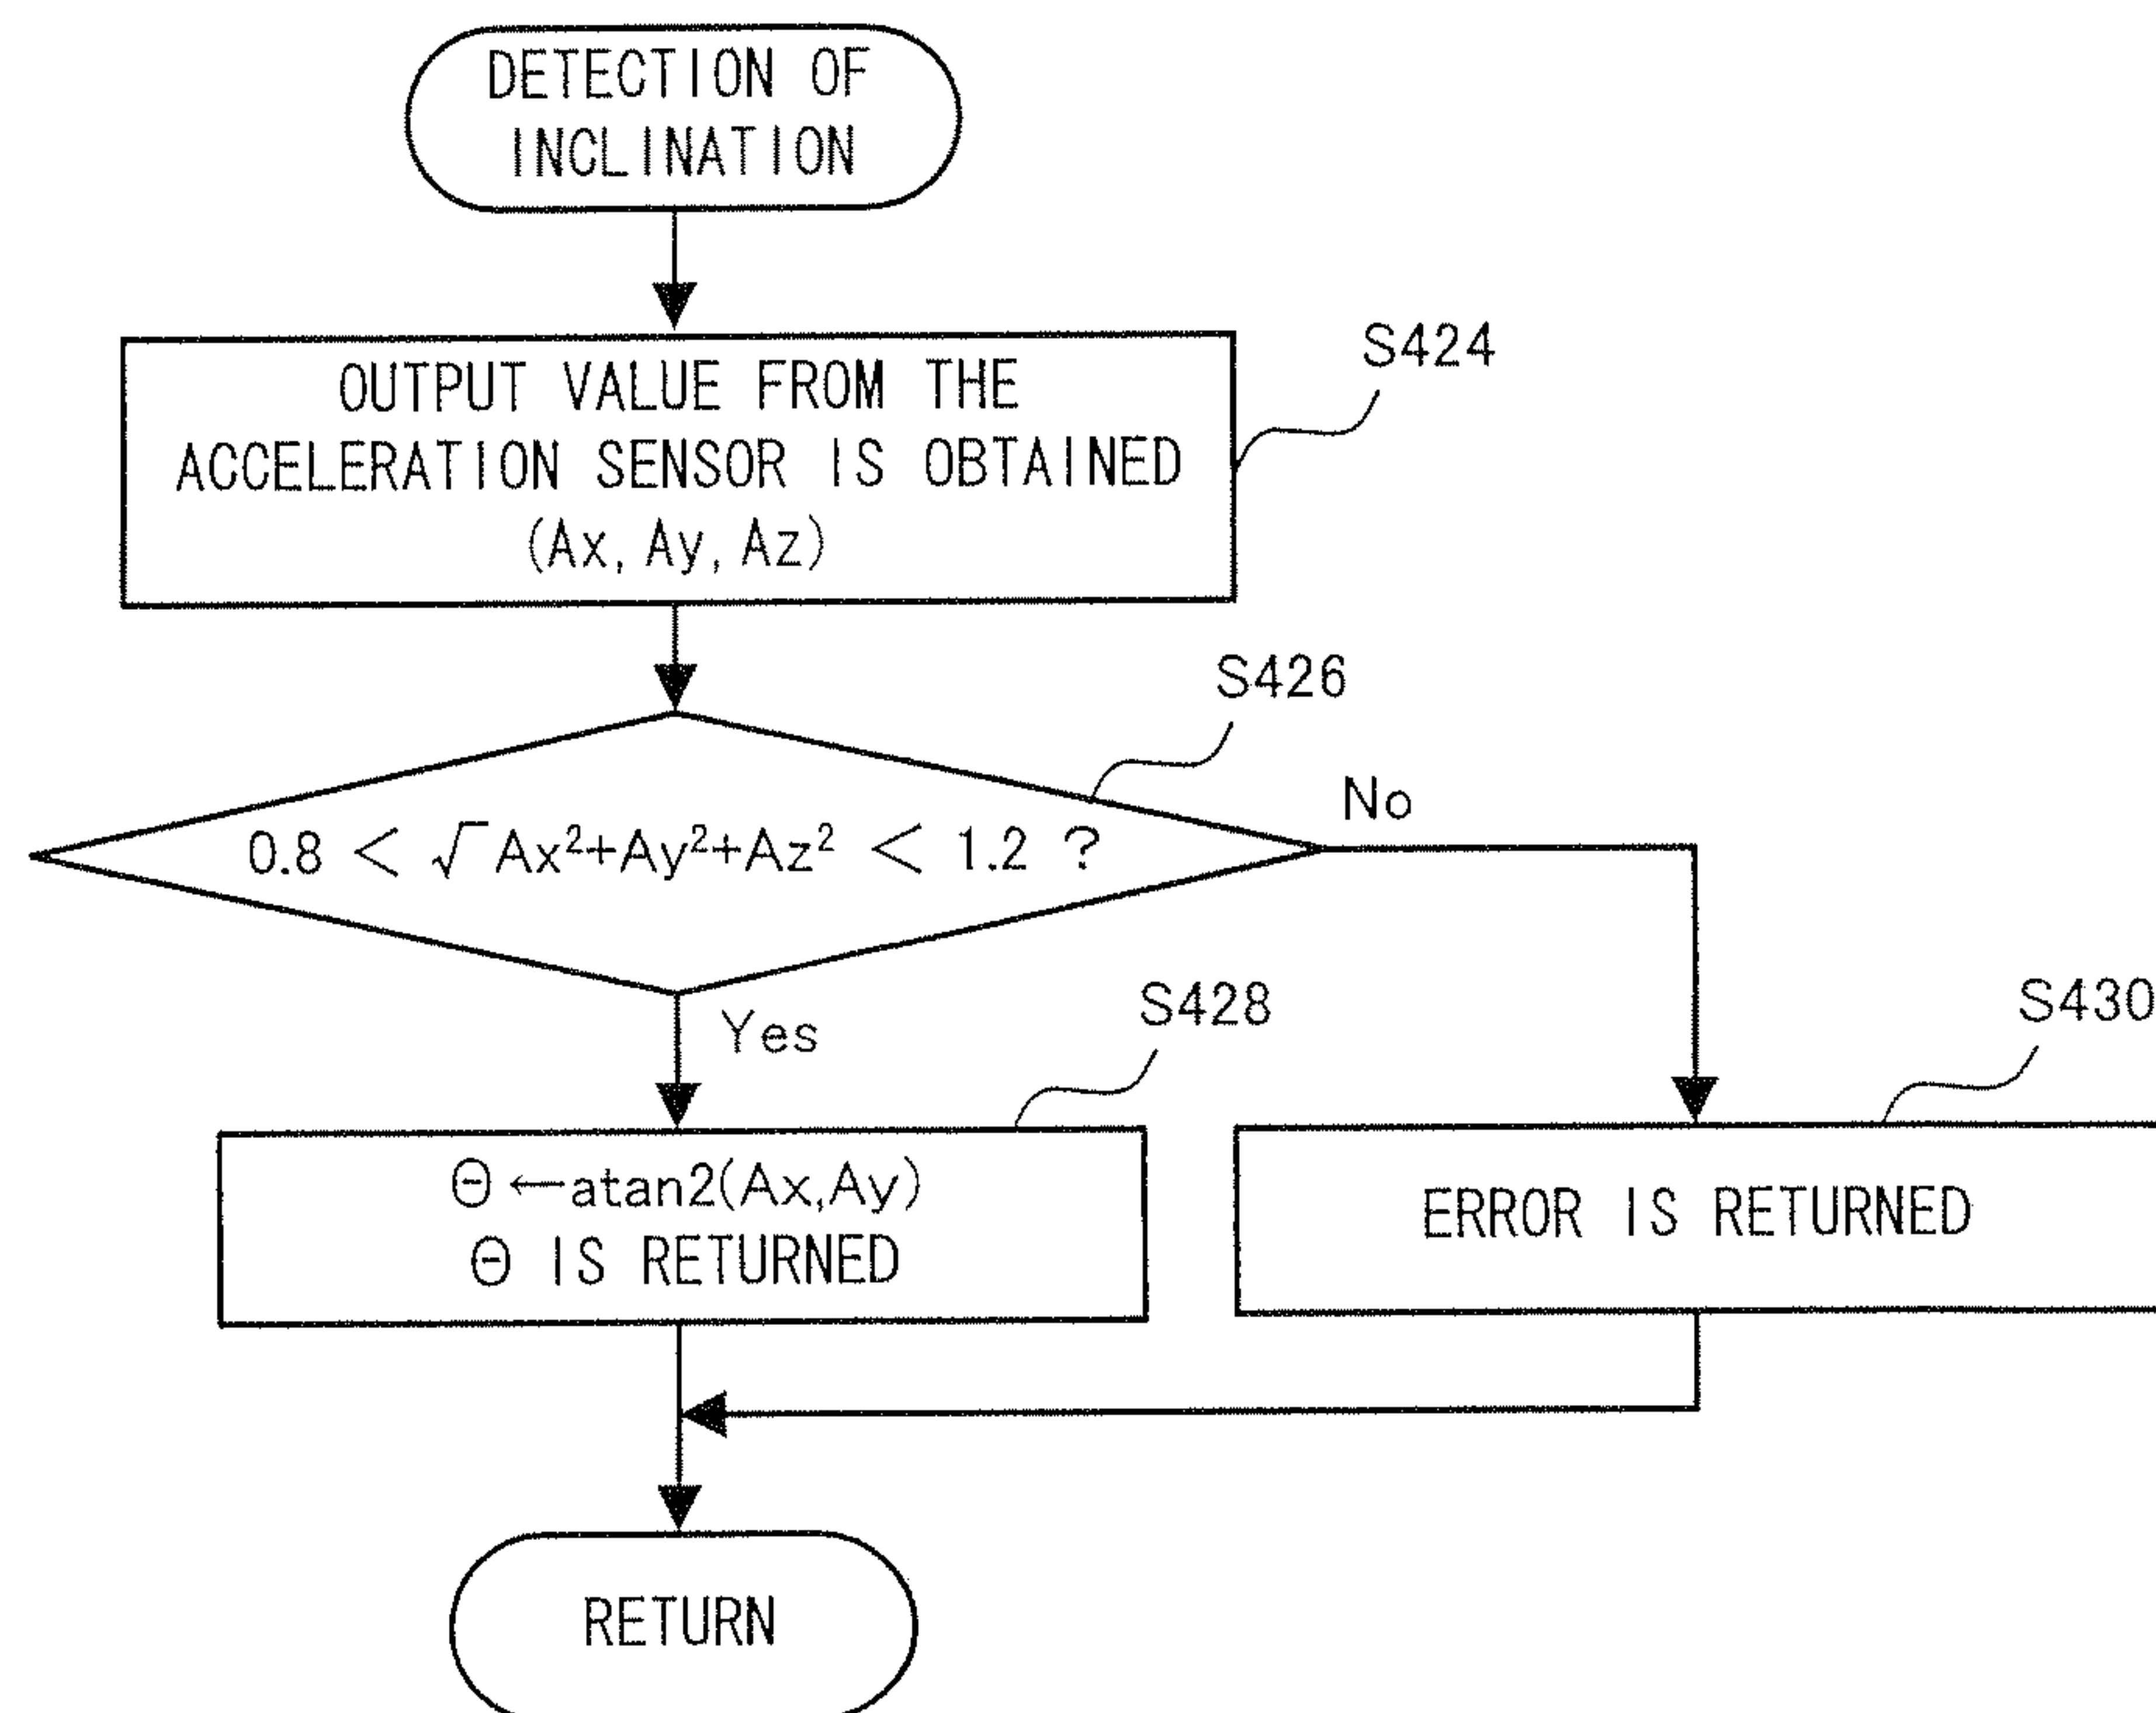 DETECTION OF
INCLINATION
S424
OUTPUT VALUE FROM THE
ACCELERATION SENSOR IS OBTAINED
(Ax, Ay, Az)
S426
0.8 < √Ax²+Ay²+Az² < 1.2 ?
No
Yes
S428
S430
Θ←atan2(Ax,Ay)
Θ IS RETURNED
ERROR IS RETURNED
RETURN